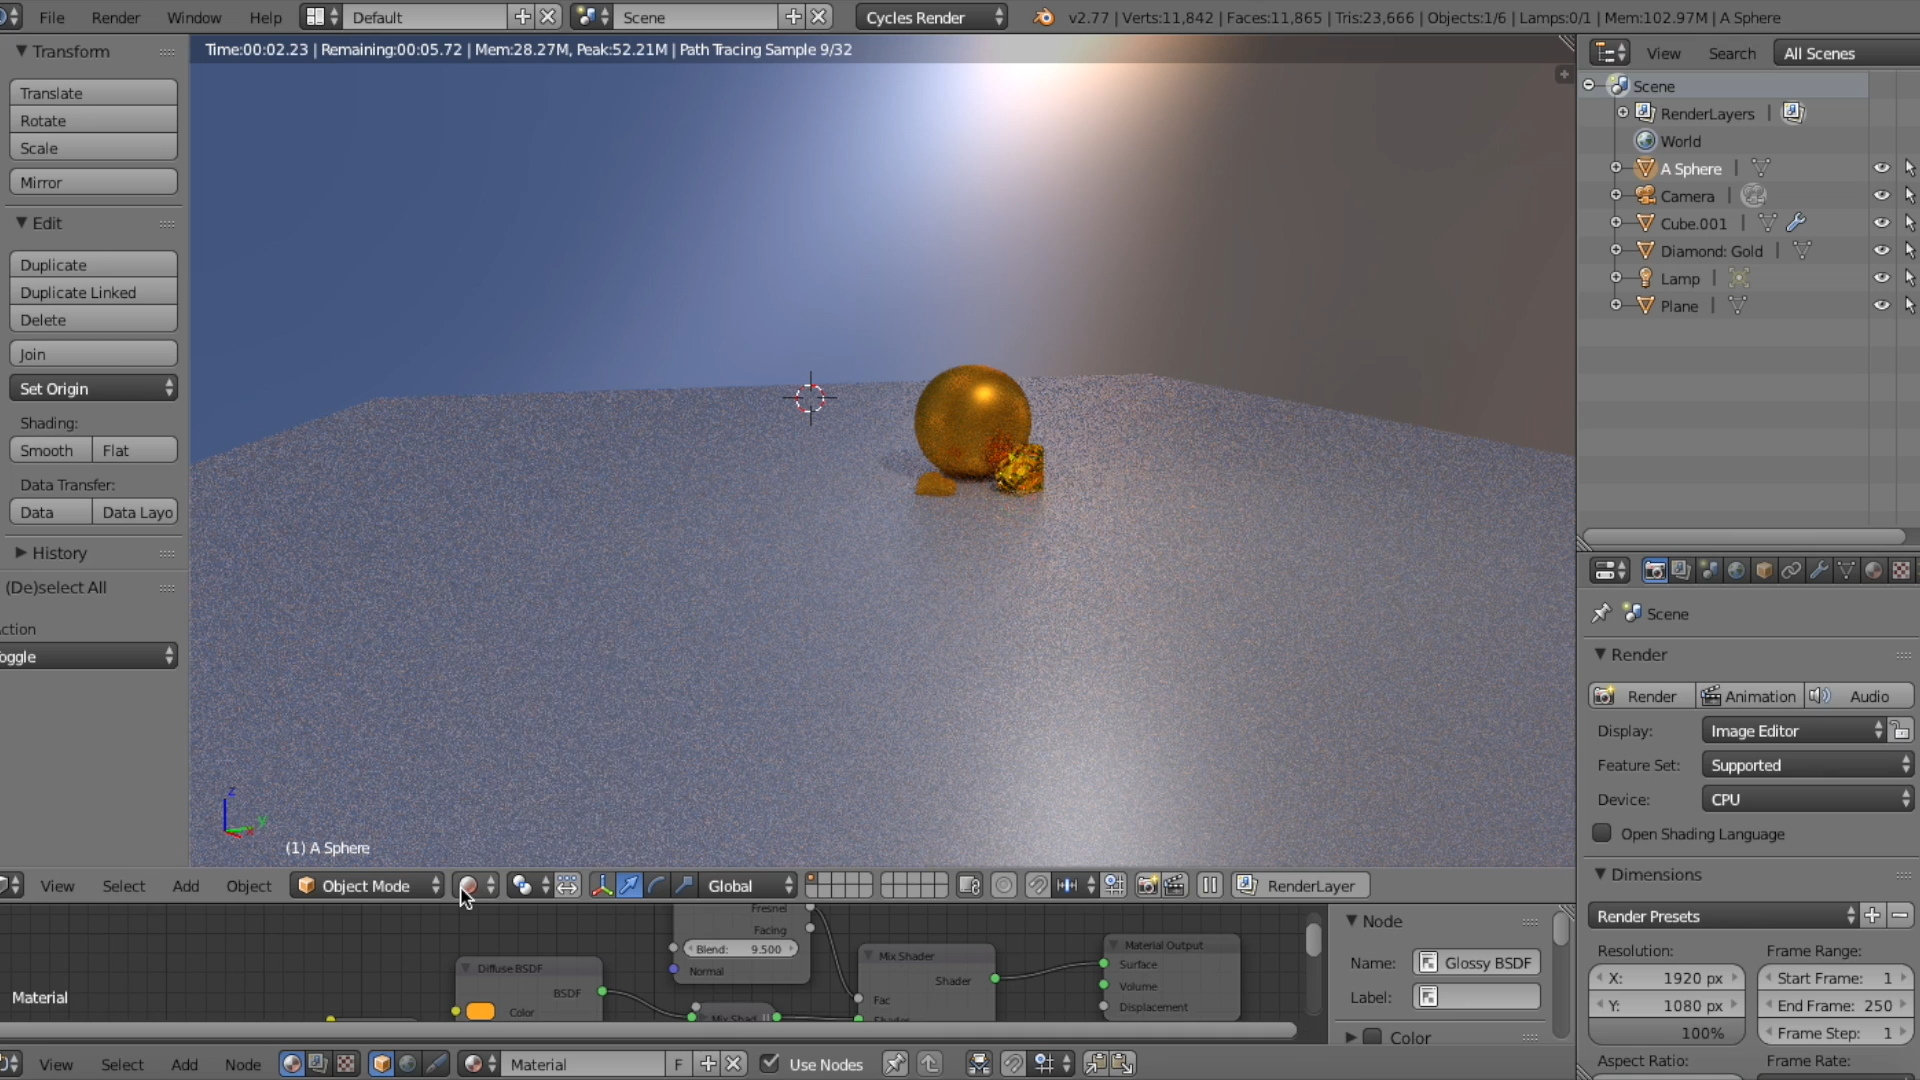 File Render Window Help Default Scene Cycles Render v2.77 | Verts:11,842 | Faces:11,865 | Tris:23,666 | Objects:1/6 | Lamps:0/1 | Mem:102.97M | A Sphere
Transform
Translate
Rotate
Scale
Mirror
Edit
Duplicate
Duplicate Linked
Delete
Join
Set Origin
Shading:
Smooth Flat
Data Transfer:
Data Data Layo
History
(De)select All
ction
oggle
Time:00:02.23 | Remaining:00:05.72 | Mem:28.27M, Peak:52.21M | Path Tracing Sample 9/32
z
y
(1) A Sphere
View Search All Scenes
Scene
RenderLayers |
World
A Sphere |
Camera |
Cube.001 |
Diamond: Gold |
Lamp |
Plane |
Scene
Render
Render Animation Audio
Display: Image Editor
Feature Set: Supported
Device: CPU
Open Shading Language
Dimensions
Render Presets
Resolution: Frame Range:
X: 1920 px Start Frame: 1
Y: 1080 px End Frame: 250
100% Frame Step: 1
Aspect Ratio: Frame Rate:
View Select Add Object Object Mode Global RenderLayer
Fresnel
Facing
Blend: 9.500
Normal
Diffuse BSDF
BSDF
Color
Mix Shad
Mix Shader
Shader
Fac
Material Output
Surface
Volume
Displacement
Material
Node
Name: Glossy BSDF
Label:
Color
View Select Add Node Material F Use Nodes